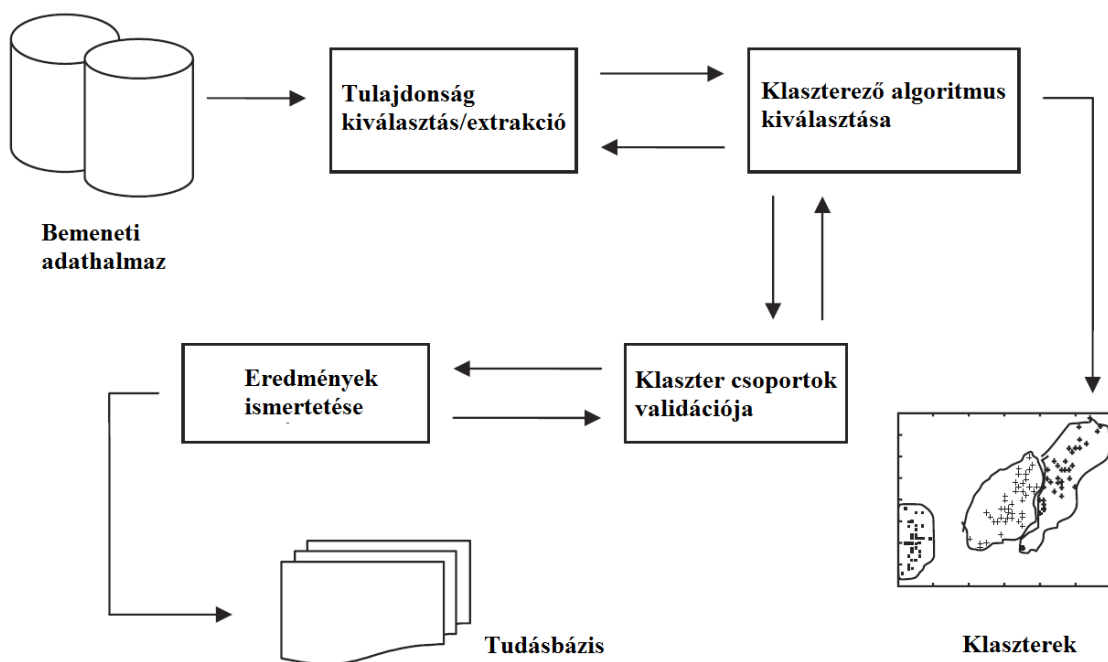 Tulajdonság
kiválasztás/extrakció
Klaszterező algoritmus
kiválasztása
Bemeneti
adathalmaz
Eredmények
ismertetése
Klaszter csoportok
validációja
Tudásbázis
Klaszterek